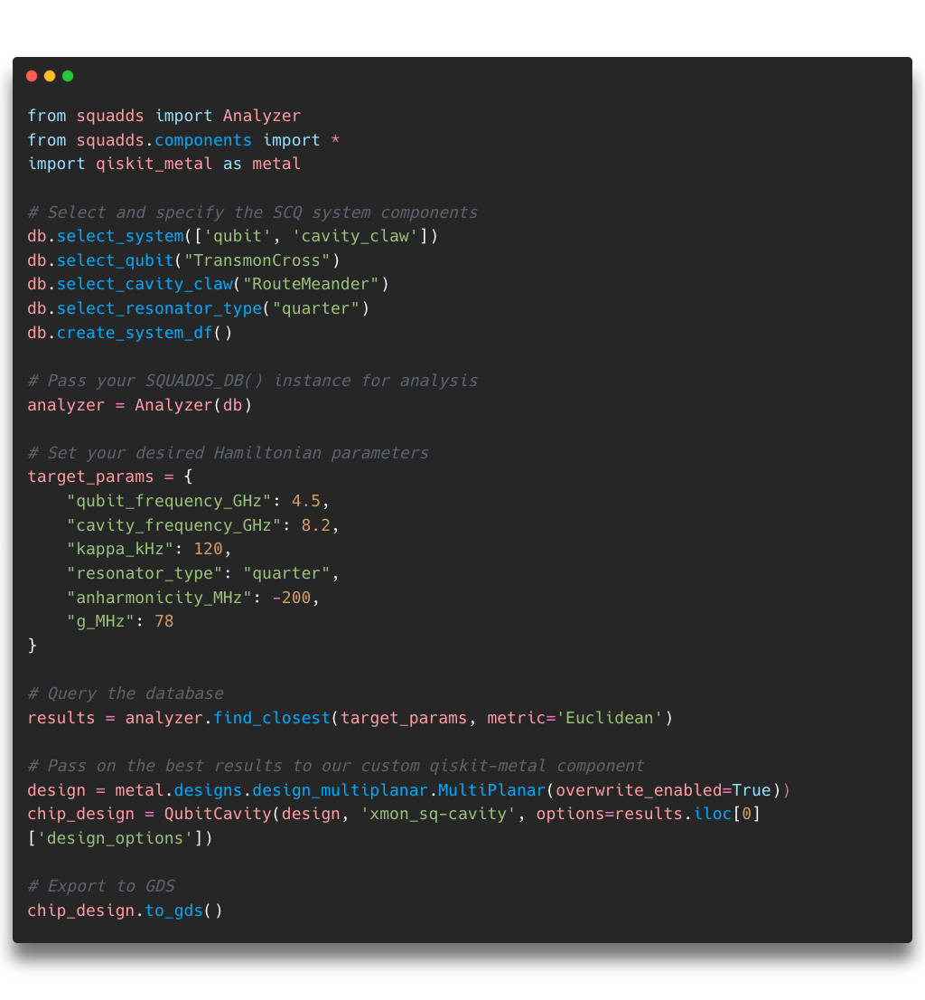 from squadds import Analyzer
from squadds.components import *
import qiskit_metal as metal

# Select and specify the SCQ system components
db.select_system(['qubit', 'cavity_claw'])
db.select_qubit("TransmonCross")
db.select_cavity_claw("RouteMeander")
db.select_resonator_type("quarter")
db.create_system_df()

# Pass your SQUADDS_DB() instance for analysis
analyzer = Analyzer(db)

# Set your desired Hamiltonian parameters
target_params = {
    "qubit_frequency_GHz": 4.5,
    "cavity_frequency_GHz": 8.2,
    "kappa_kHz": 120,
    "resonator_type": "quarter",
    "anharmonicity_MHz": -200,
    "g_MHz": 78
}

# Query the database
results = analyzer.find_closest(target_params, metric='Euclidean')

# Pass on the best results to our custom qiskit-metal component
design = metal.designs.design_multiplanar.MultiPlanar(overwrite_enabled=True))
chip_design = QubitCavity(design, 'xmon_sq-cavity', options=results.iloc[0]
['design_options'])

# Export to GDS
chip_design.to_gds()